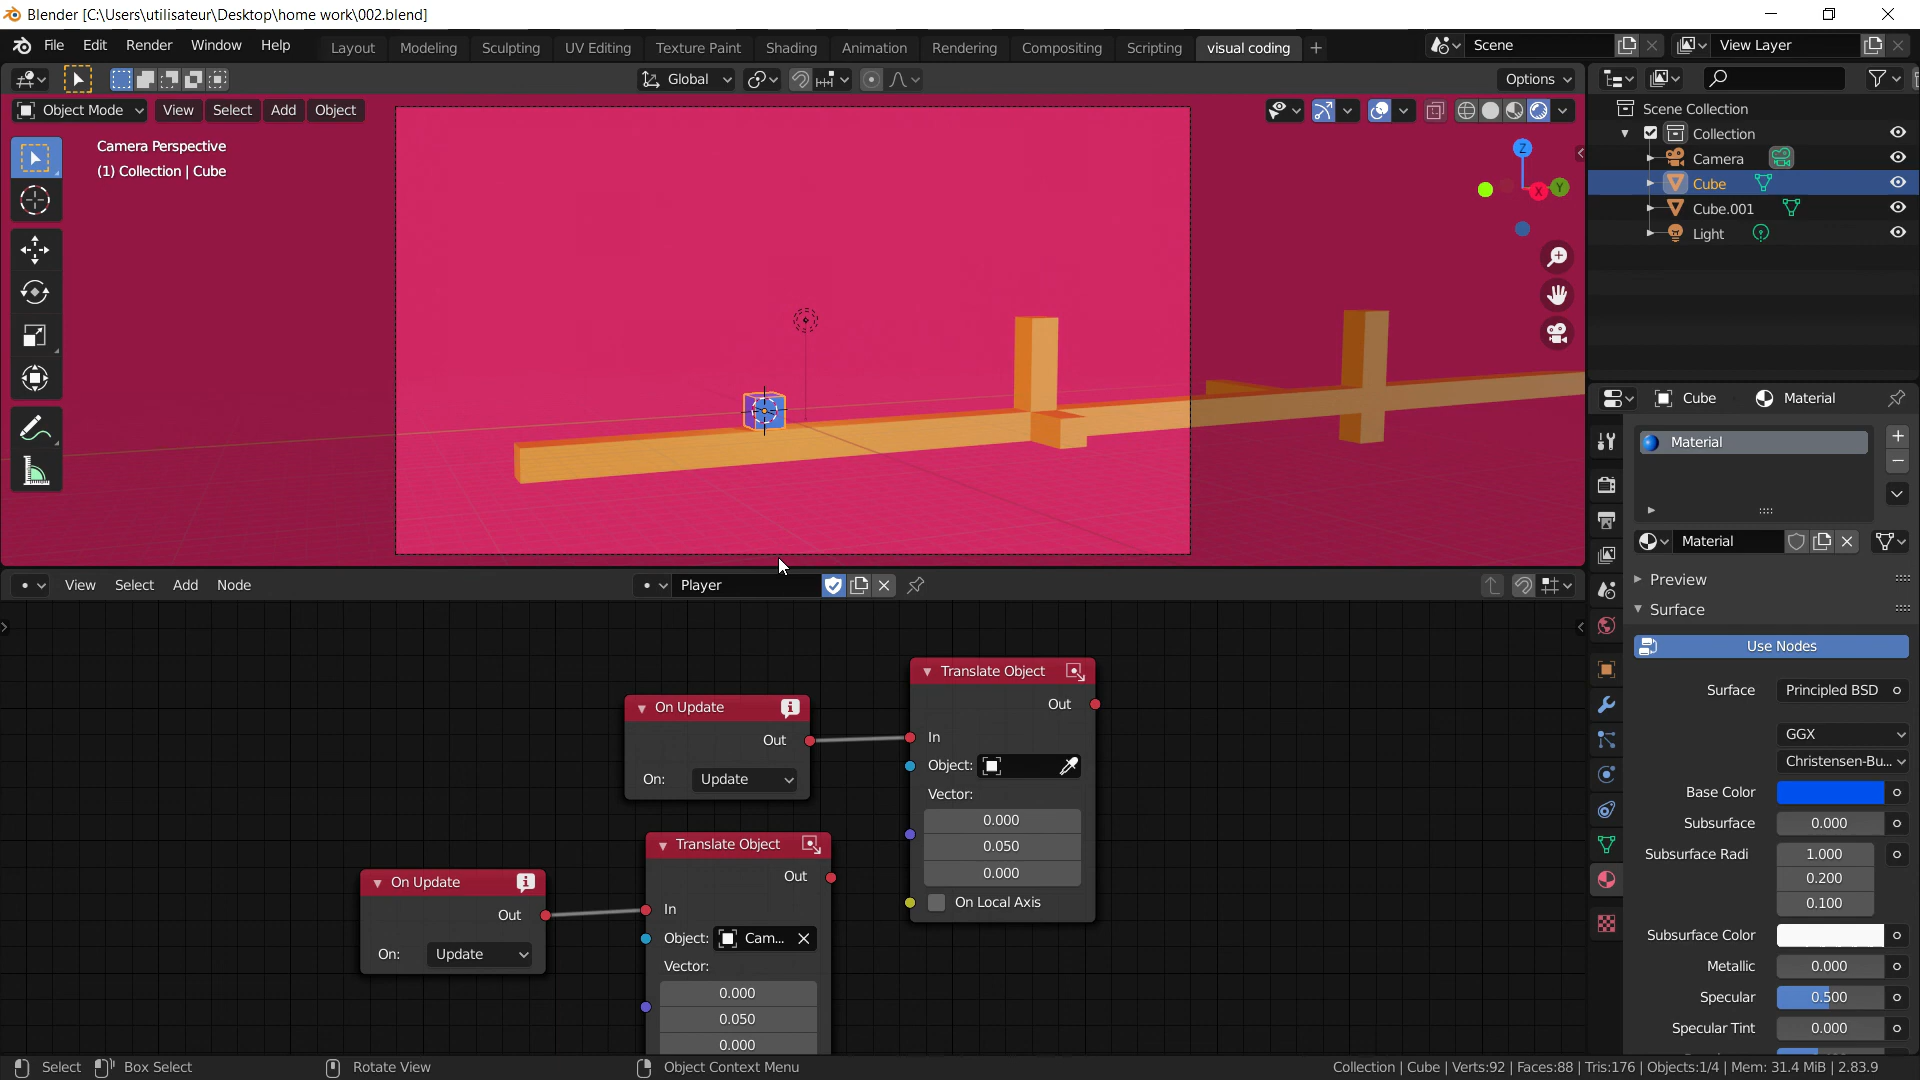 Blender [C:\Users\utilisateur\Desktop\home work\002.blend]
File Edit Render Window Help Layout Modeling Sculpting UV Editing Texture Paint Shading Animation Rendering Compositing Scripting visual coding + Scene View Layer
Global Options
Object Mode View Select Add Object
Camera Perspective
(1) Collection | Cube
Z
X Y
Scene Collection
Collection
Camera
Cube
Cube.001
Light
Cube Material
Material
Material
Preview
Surface
Use Nodes
Surface Principled BSD
GGX
Christensen-Bu...
Base Color
Subsurface 0.000
Subsurface Radi 1.000
0.200
0.100
Subsurface Color
Metallic 0.000
Specular 0.500
Specular Tint 0.000
View Select Add Node Player
Translate Object
Out
In
Object:
Vector:
0.000
0.050
0.000
On Local Axis
On Update
Out
On: Update
Translate Object
Out
In
Object: Cam...
Vector:
0.000
0.050
0.000
On Update
Out
On: Update
Select Box Select Rotate View Object Context Menu
Collection | Cube | Verts:92 | Faces:88 | Tris:176 | Objects:1/4 | Mem: 31.4 MiB | 2.83.9